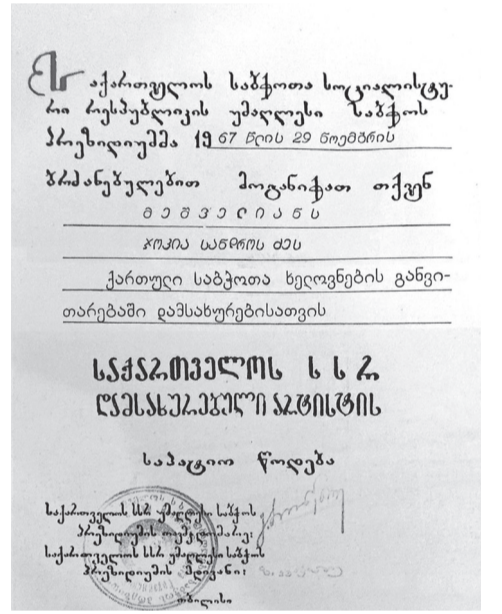 საქართველოს საბჭოთა სოციალისტუ-
რი რესპუბლიკის უმაღლესი საბჭოს
პრეზიდიუმმა 1967 წლის 29 ნოემბრის
ბრძანებულებით მოგანიჭათ თქვენ
მეშველიანს
ჯოკია სანდროს ძეს
ქართული საბჭოთა ხელოვნების განვი-
თარებაში დამსახურებისათვის
საქართველოს სსრ
დამსახურებული არტისტის
საპატიო წოდება
საქართველოს სსრ უმაღლესი საბჭოს
პრეზიდიუმის თავმჯდომარე:
საქართველოს სსრ უმაღლესი საბჭოს
პრეზიდიუმის მდივანი:
თბილისი